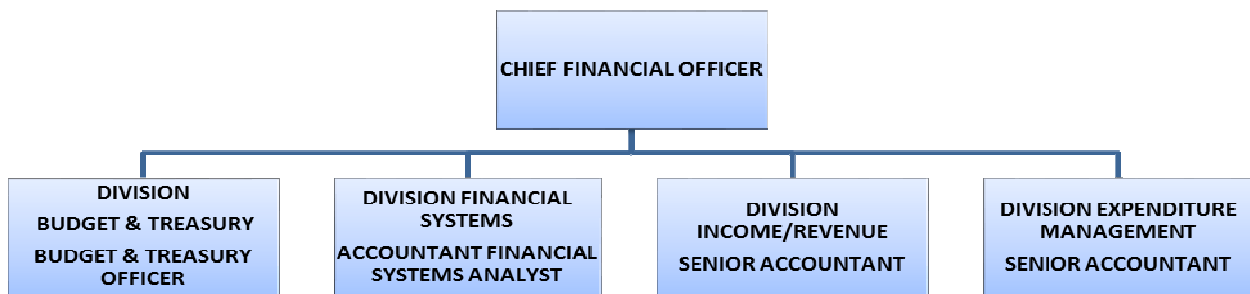 CHIEF FINANCIAL OFFICER
DIVISION
BUDGET & TREASURY
BUDGET & TREASURY
OFFICER
DIVISION FINANCIAL
SYSTEMS
ACCOUNTANT FINANCIAL
SYSTEMS ANALYST
DIVISION
INCOME/REVENUE
SENIOR ACCOUNTANT
DIVISION EXPENDITURE
MANAGEMENT
SENIOR ACCOUNTANT